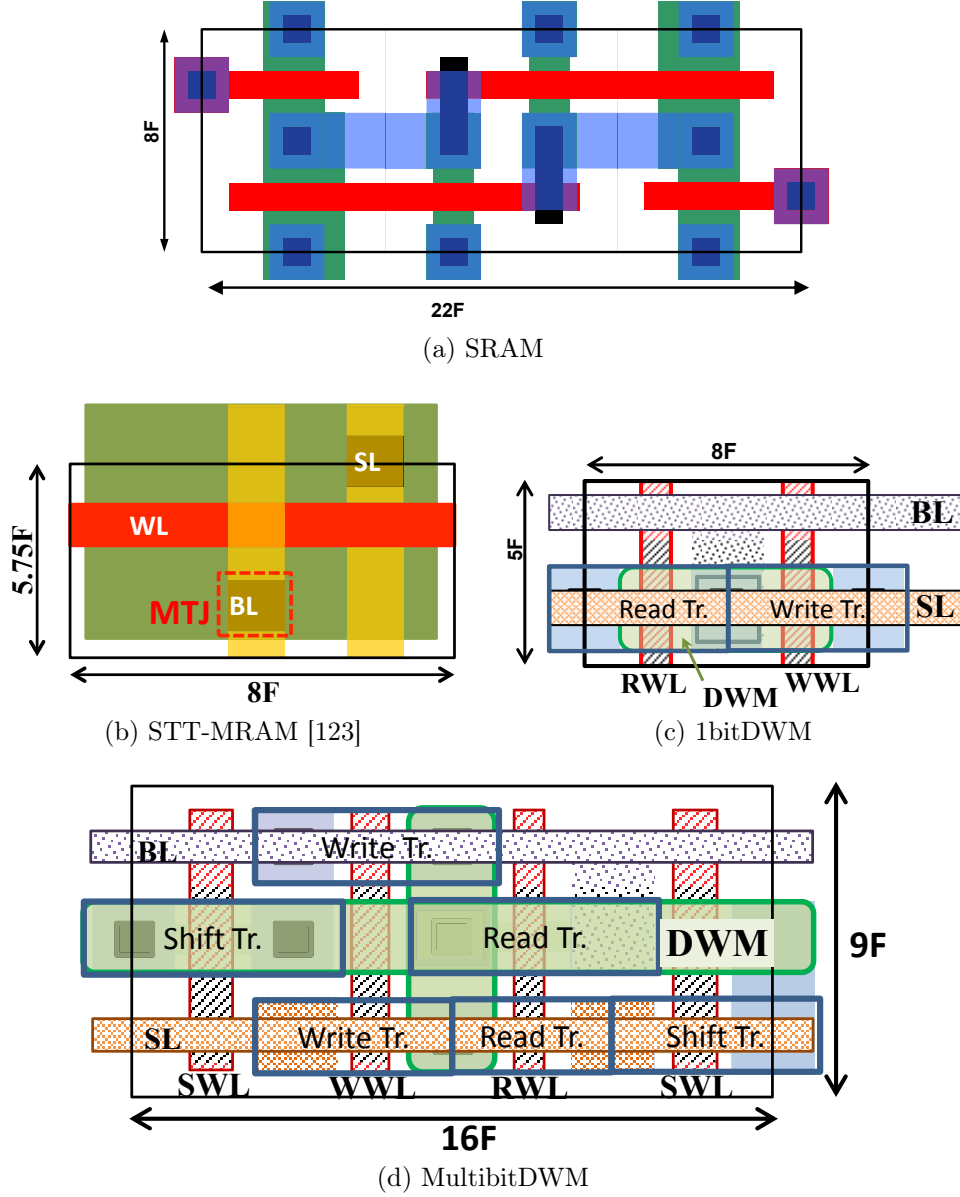 8F
22F
(a) SRAM
SL
WL
5.75F
MTJ
BL
8F
(b) STT-MRAM [123]
8F
BL
5F
Read Tr.
Write Tr.
SL
RWL
DWM
WWL
(c) 1bitDWM
BL
Write Tr.
Shift Tr.
Read Tr.
DWM
9F
SL
Write Tr.
Read Tr.
Shift Tr.
SWL
WWL
RWL
SWL
16F
(d) MultibitDWM